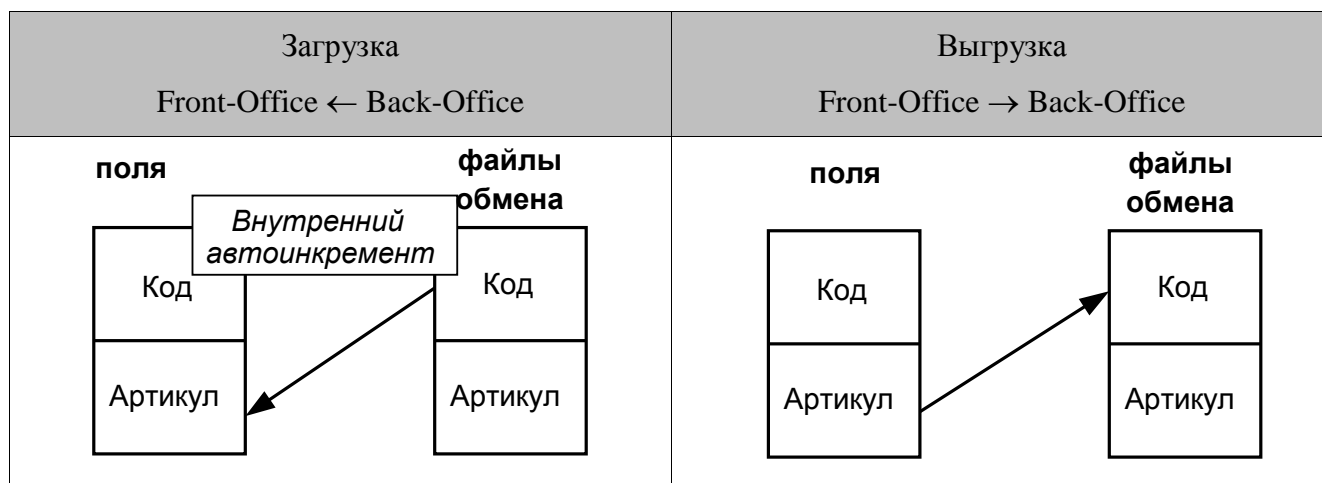 Загрузка
Front-Office ← Back-Office
Выгрузка
Front-Office → Back-Office
поля
файлы
обмена
Внутренний
автоинкремент
Код
Код
Артикул
Артикул
поля
файлы
обмена
Код
Код
Артикул
Артикул